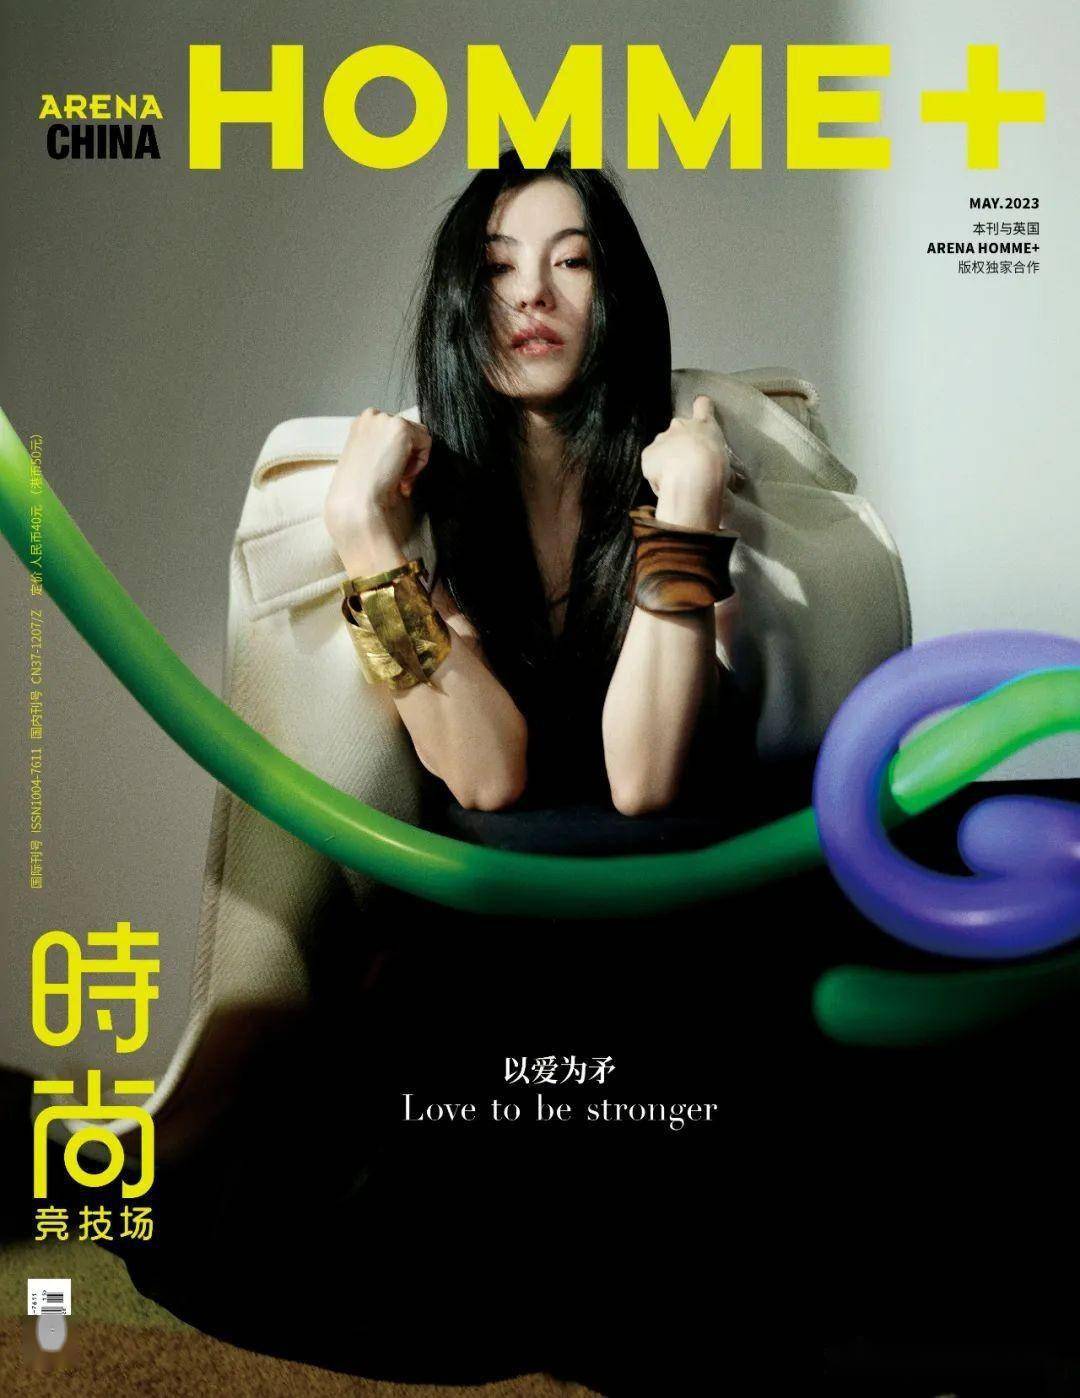 ARENA
CHINA
HOMME+
MAY.2023
本刊与英国
ARENA HOMME+
版权独家合作
国际刊号 ISSN1004-7611 国内刊号 CN37-1207/Z 定价 人民币40元 (港币50元)
時
尚
竞技场
以爱为矛
Love to be stronger